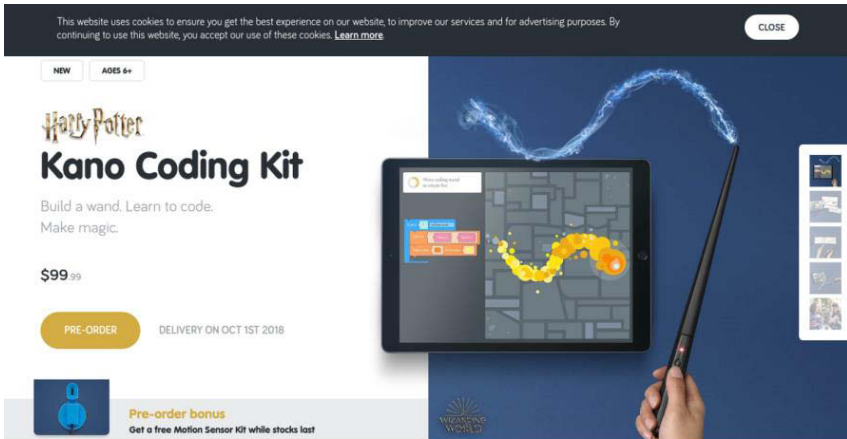 This website uses cookies to ensure you get the best experience on our website, to improve our services and for advertising purposes. By
continuing to use this website, you accept our use of these cookies. Learn more.
CLOSE
NEW
AGES 6+
Harry Potter
Kano Coding Kit
Build a wand. Learn to code.
Make magic.
$99.99
PRE-ORDER
DELIVERY ON OCT 1ST 2018
Pre-order bonus
Get a free Motion Sensor Kit while stocks last
WIZARDING
WORLD